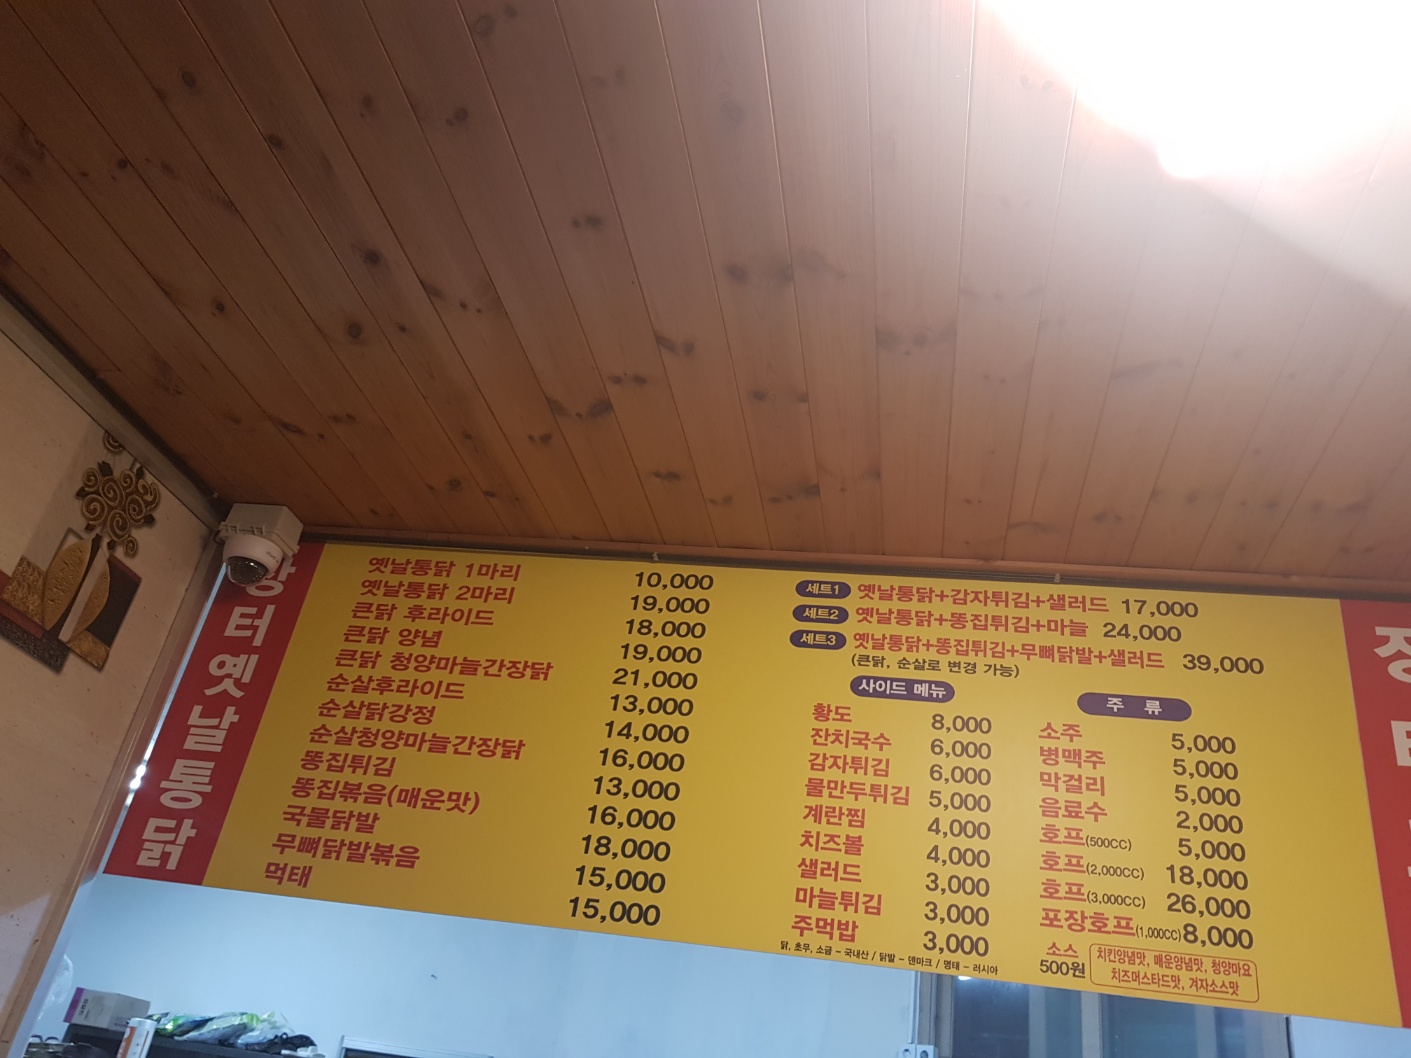 장터옛날통닭
옛날통닭 1마리 10,000
옛날통닭 2마리 19,000
큰닭 후라이드 18,000
큰닭 양념 19,000
큰닭 청양마늘간장닭 21,000
순살후라이드 13,000
순살닭강정 14,000
순살청양마늘간장닭 16,000
똥집튀김 13,000
똥집볶음(매운맛) 16,000
국물닭발 18,000
무뼈닭발볶음 15,000
먹태 15,000
세트1 옛날통닭+감자튀김+샐러드 17,000
세트2 옛날통닭+똥집튀김+마늘 24,000
세트3 옛날통닭+똥집튀김+무뼈닭발+샐러드 39,000
(큰닭, 순살로 변경 가능)
사이드 메뉴
황도 8,000
잔치국수 6,000
감자튀김 6,000
물만두튀김 5,000
계란찜 4,000
치즈볼 4,000
샐러드 3,000
마늘튀김 3,000
주먹밥 3,000
닭, 초무, 소금 - 국내산 / 닭발 - 덴마크 / 명태 - 러시아
주 류
소주 5,000
병맥주 5,000
막걸리 5,000
음료수 2,000
호프(500CC) 5,000
호프(2,000CC) 18,000
호프(3,000CC) 26,000
포장호프(1,000CC) 8,000
소스
500원
치킨양념맛, 매운양념맛, 청양마요
치즈머스타드맛, 겨자소스맛
장